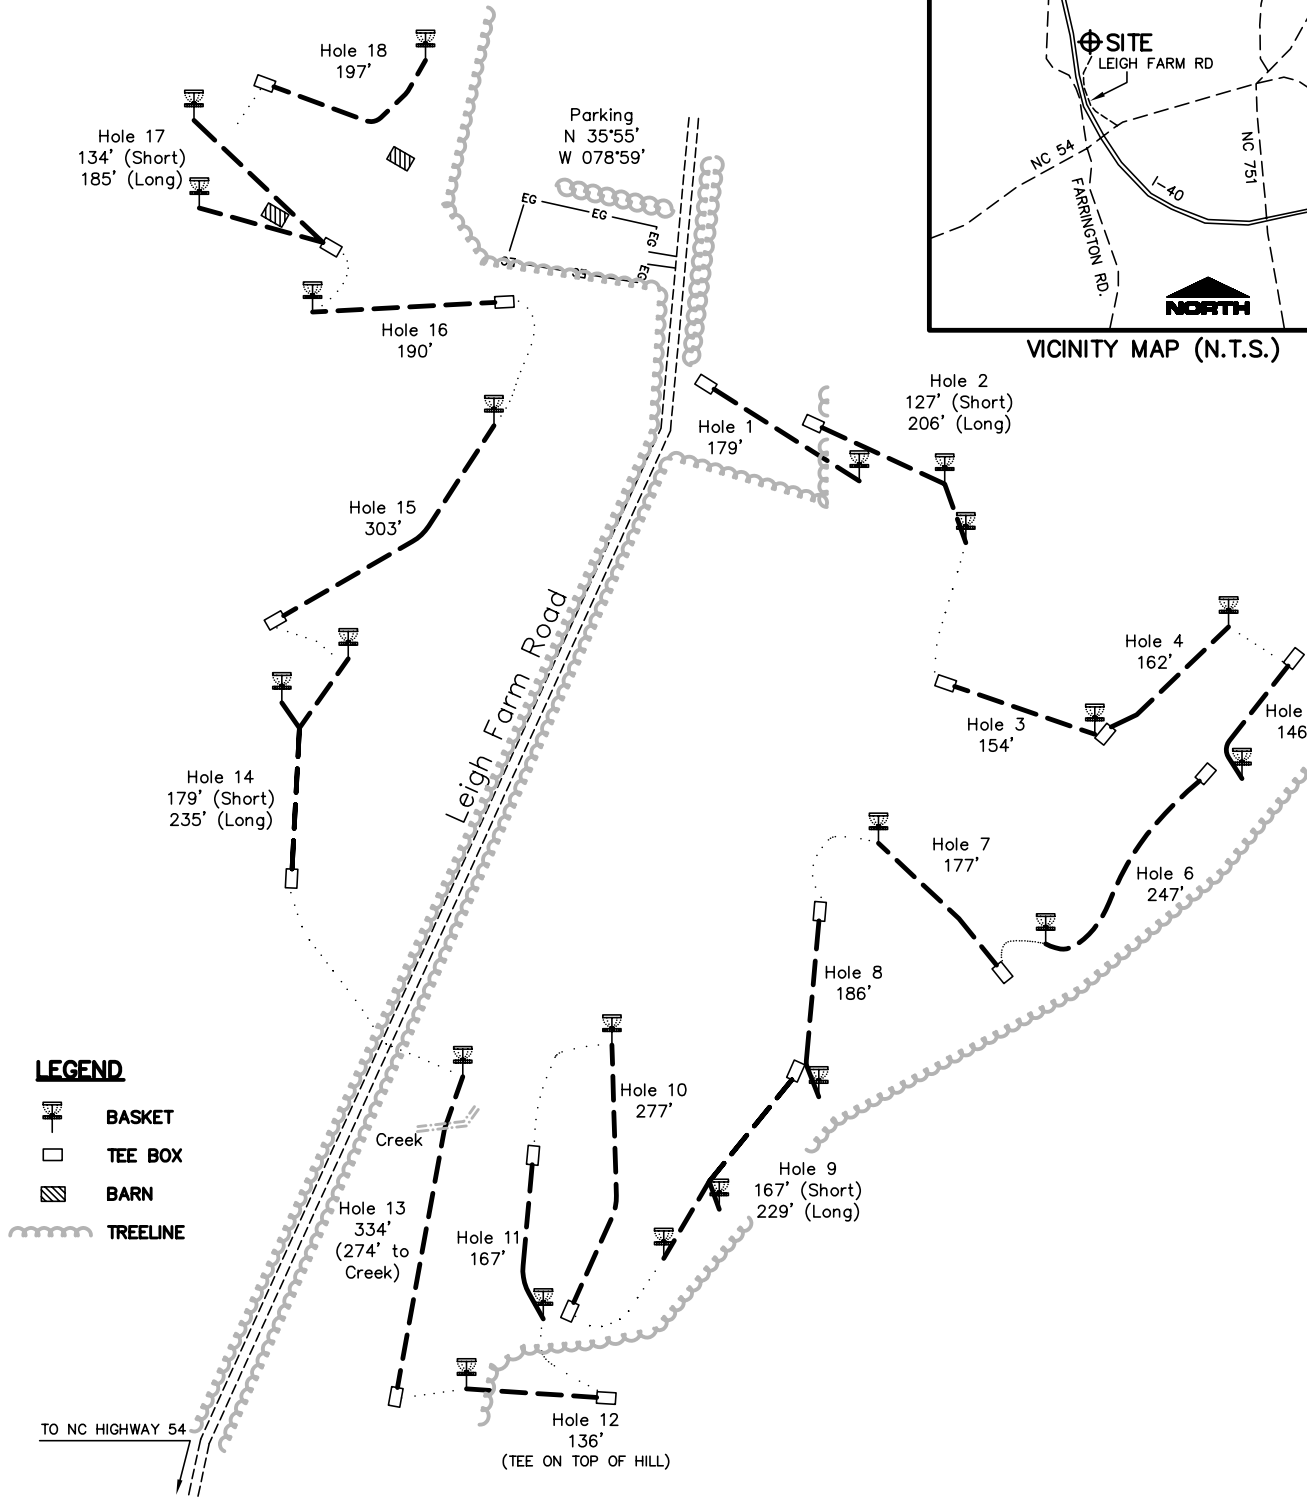 Hole 18
197'
Hole 17
134' (Short)
185' (Long)
Parking
N 35°55'
W 078°59'
EG
EG
EG
EG
EG
EG
EG
SITE
LEIGH FARM RD
NC 54
NC 751
I-40
FARRINGTON RD.
NORTH
VICINITY MAP (N.T.S.)
Hole 16
190'
Hole 1
179'
Hole 2
127' (Short)
206' (Long)
Hole 15
303'
Leigh Farm Road
Hole 3
154'
Hole 4
162'
Hole
146
Hole 14
179' (Short)
235' (Long)
Hole 7
177'
Hole 6
247'
Hole 8
186'
Hole 10
277'
Creek
Hole 9
167' (Short)
229' (Long)
Hole 13
334'
(274' to
Creek)
Hole 11
167'
Hole 12
136'
(TEE ON TOP OF HILL)
LEGEND
BASKET
TEE BOX
BARN
TREELINE
TO NC HIGHWAY 54